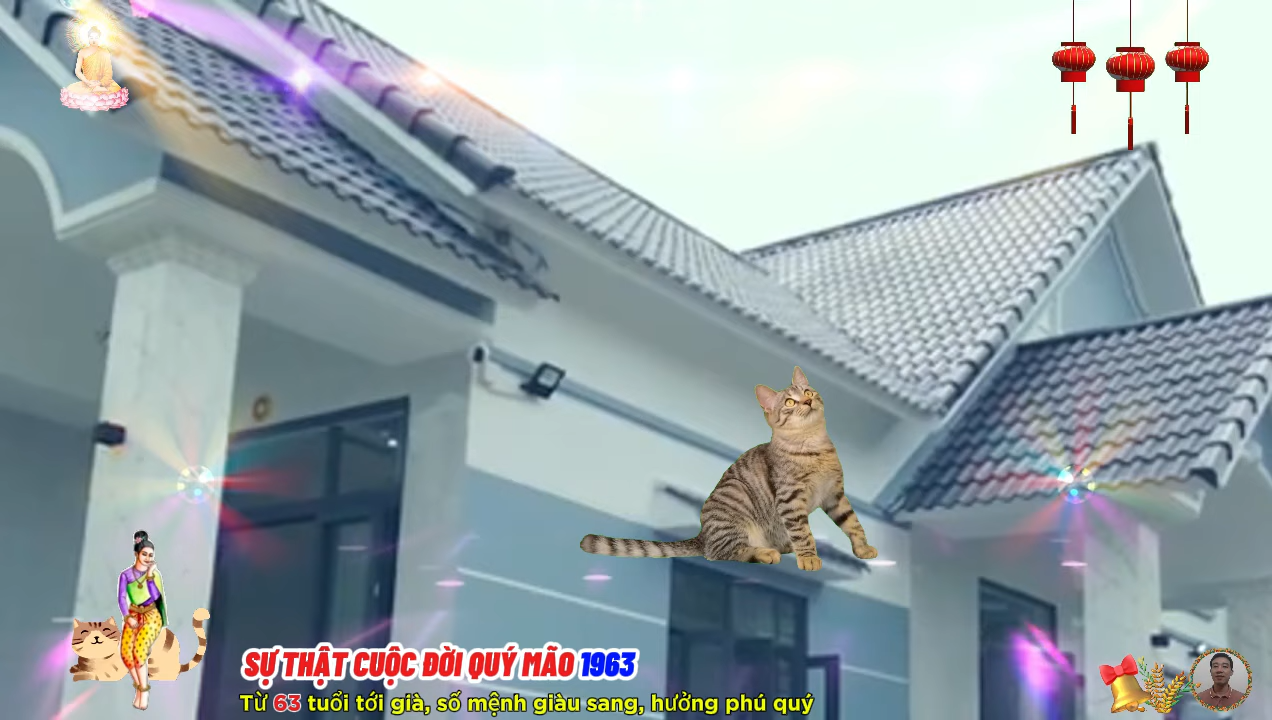 SỰ THẬT CUỘC ĐỜI QUÝ MÃO 1963
Từ 63 tuổi tới già, số mệnh giàu sang, hưởng phú quý